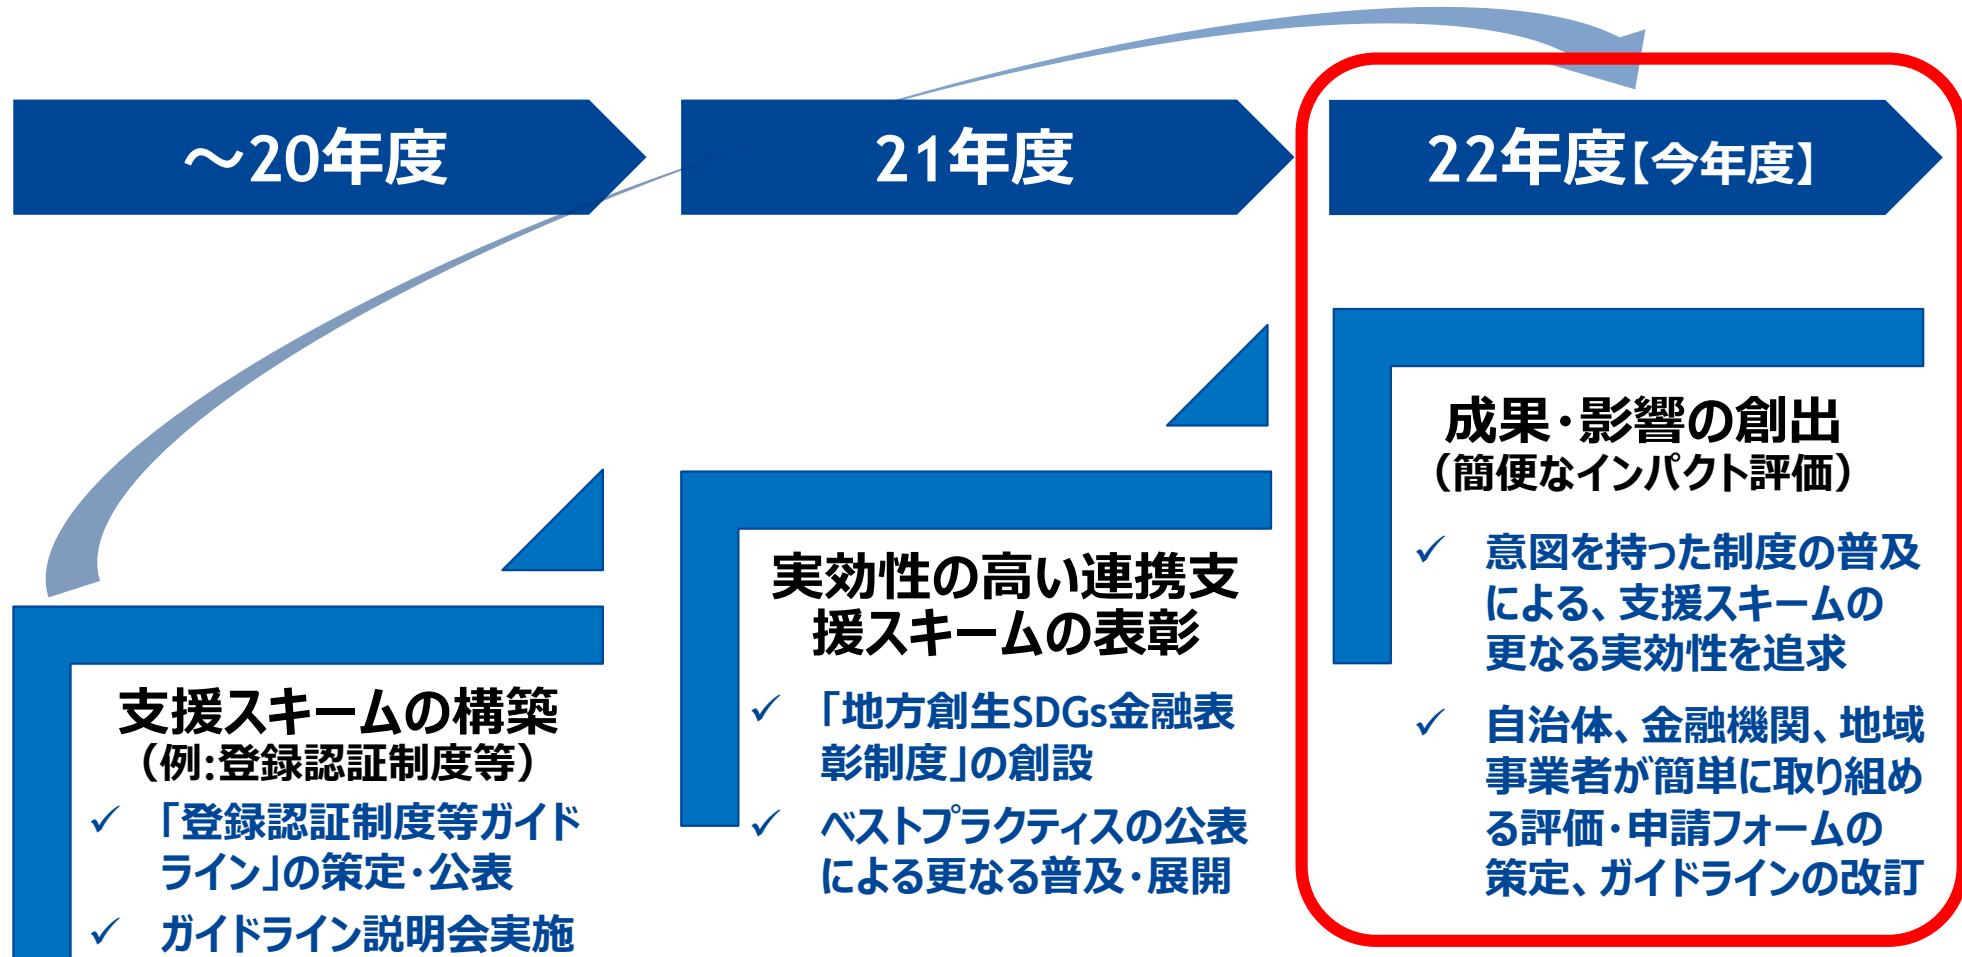 ～20年度
21年度
22年度【今年度】
支援スキームの構築
（例:登録認証制度等）
✓ 「登録認証制度等ガイド
ライン」の策定・公表
✓ ガイドライン説明会実施
実効性の高い連携支
援スキームの表彰
✓ 「地方創生SDGs金融表
彰制度」の創設
✓ ベストプラクティスの公表
による更なる普及・展開
成果・影響の創出
（簡便なインパクト評価）
✓ 意図を持った制度の普及
による、支援スキームの
更なる実効性を追求
✓ 自治体、金融機関、地域
事業者が簡単に取り組め
る評価・申請フォームの
策定、ガイドラインの改訂